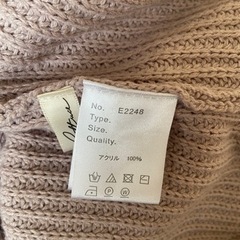 No. E2248
Type.
Size.
Quality.
アクリル 100%